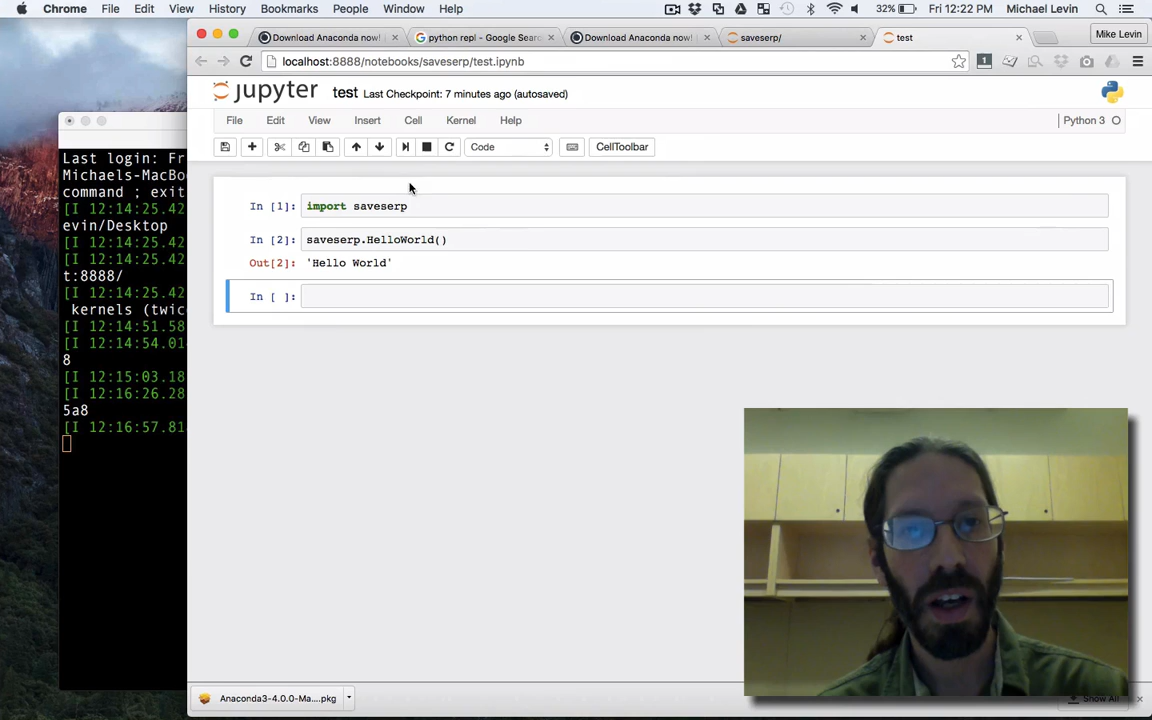 Chrome File Edit View History Bookmarks People Window Help 32% Fri 12:22 PM Michael Levin
Download Anaconda now! python repl - Google Sear Download Anaconda now! saveserp/ test Mike Levin
localhost:8888/notebooks/saveserp/test.ipynb 1
jupyter test Last Checkpoint: 7 minutes ago (autosaved)
File Edit View Insert Cell Kernel Help Python 3
Code CellToolbar
In [1]: import saveserp
In [2]: saveserp.HelloWorld()
Out[2]: 'Hello World'
In [ ]:
Last login: Fr
Michaels-MacBo
command ; exit
[I 12:14:25.42
evin/Desktop
[I 12:14:25.42
[I 12:14:25.42
t:8888/
[I 12:14:25.42
kernels (twic
[I 12:14:51.58
[I 12:14:54.01
8
[I 12:15:03.18
[I 12:16:26.28
5a8
[I 12:16:57.81
Anaconda3-4.0.0-Ma....pkg Show All